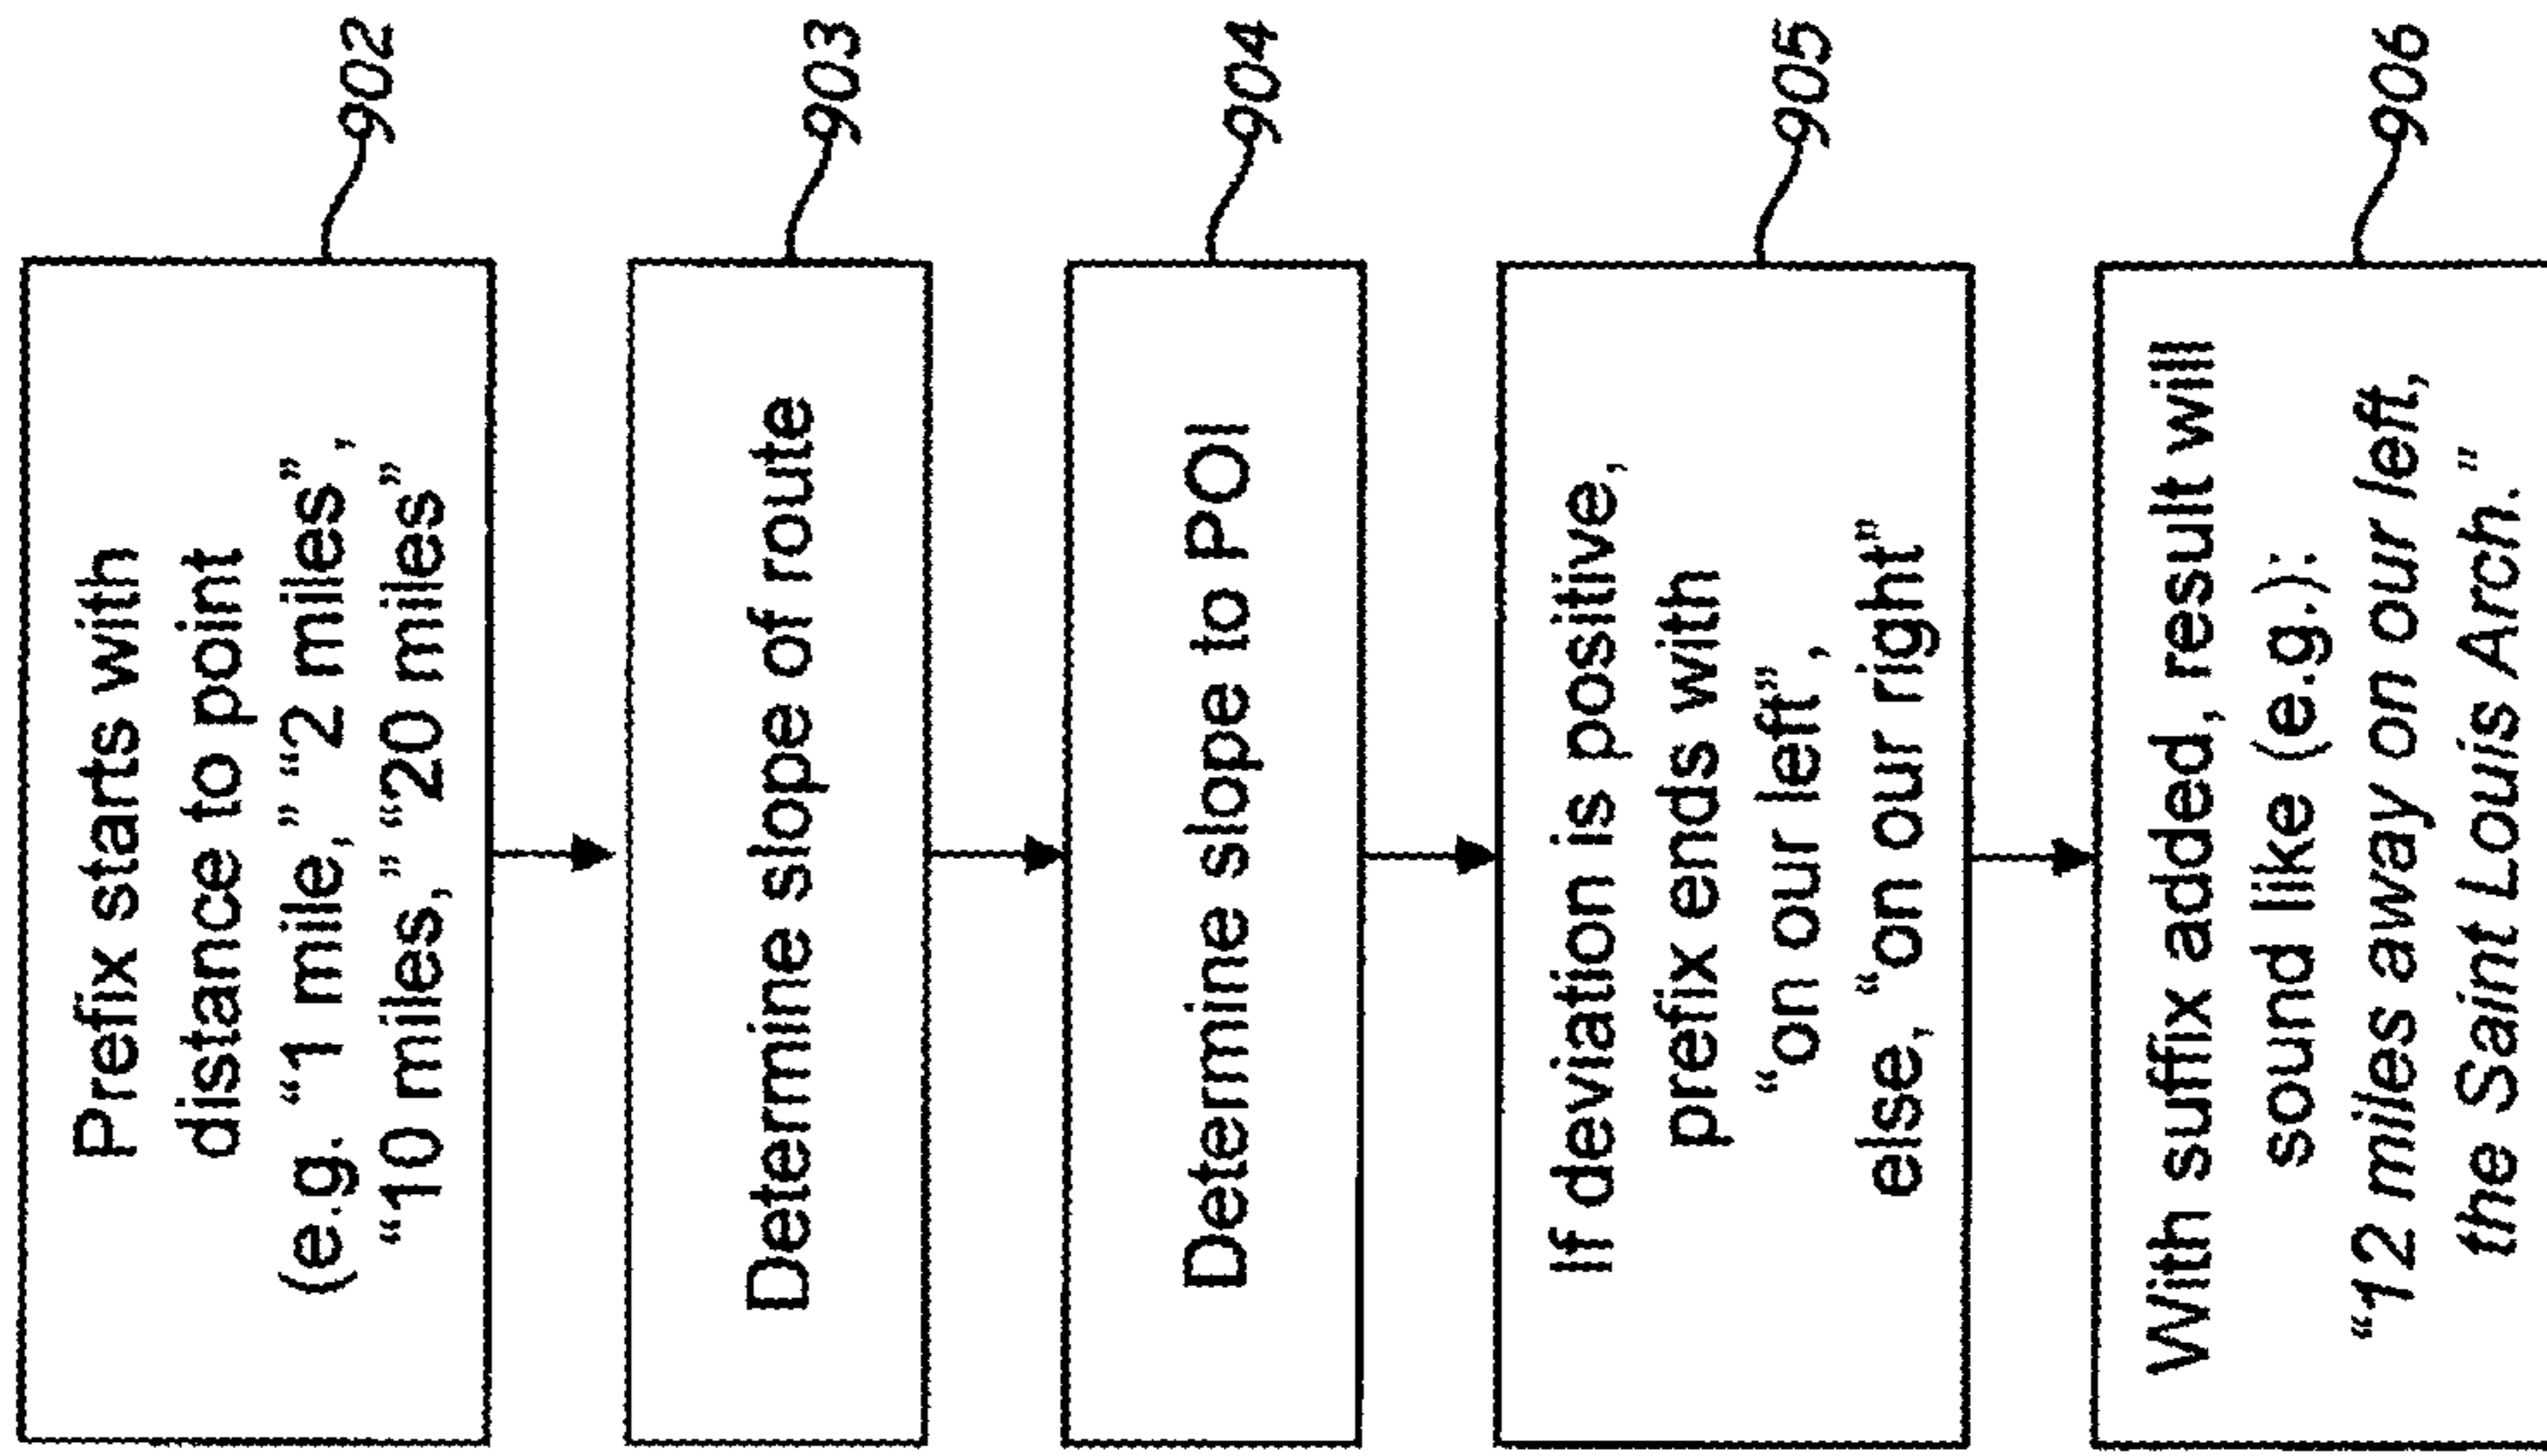 Prefix starts with
distance to point
(e.g. “1 mile,” “2 miles”,
“10 miles,” “20 miles”
902
Determine slope of route
903
Determine slope to POI
904
If deviation is positive,
prefix ends with
“on our left”,
else, “on our right”
905
With suffix added, result will
sound like (e.g.):
“12 miles away on our left,
the Saint Louis Arch.”
906